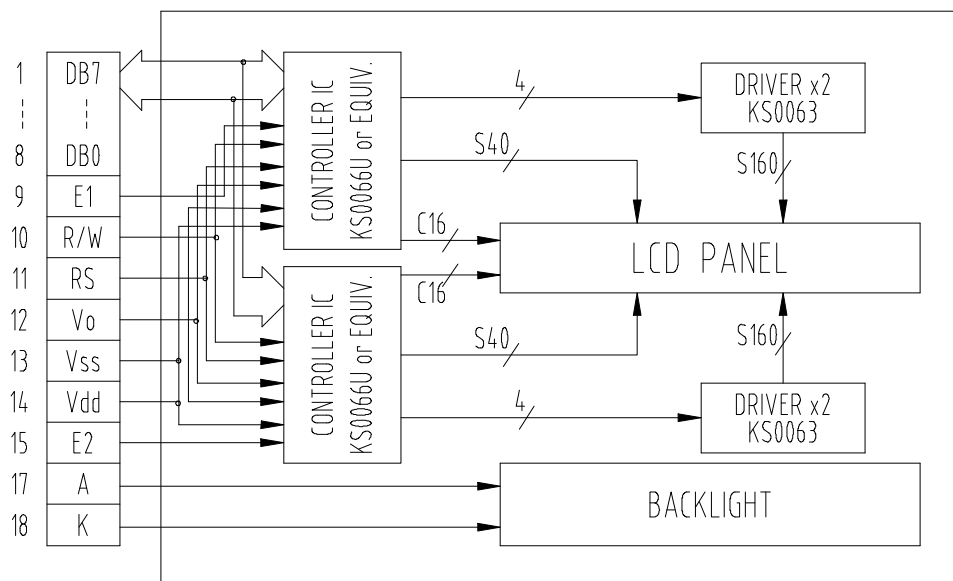 1 DB7
8 DB0
9 E1
10 R/W
11 RS
12 Vo
13 Vss
14 Vdd
15 E2
17 A
18 K
CONTROLLER IC
KS0066U or EQUIV.
CONTROLLER IC
KS0066U or EQUIV.
4
S40
C16
C16
S40
4
DRIVER x2
KS0063
S160
LCD PANEL
S160
DRIVER x2
KS0063
BACKLIGHT